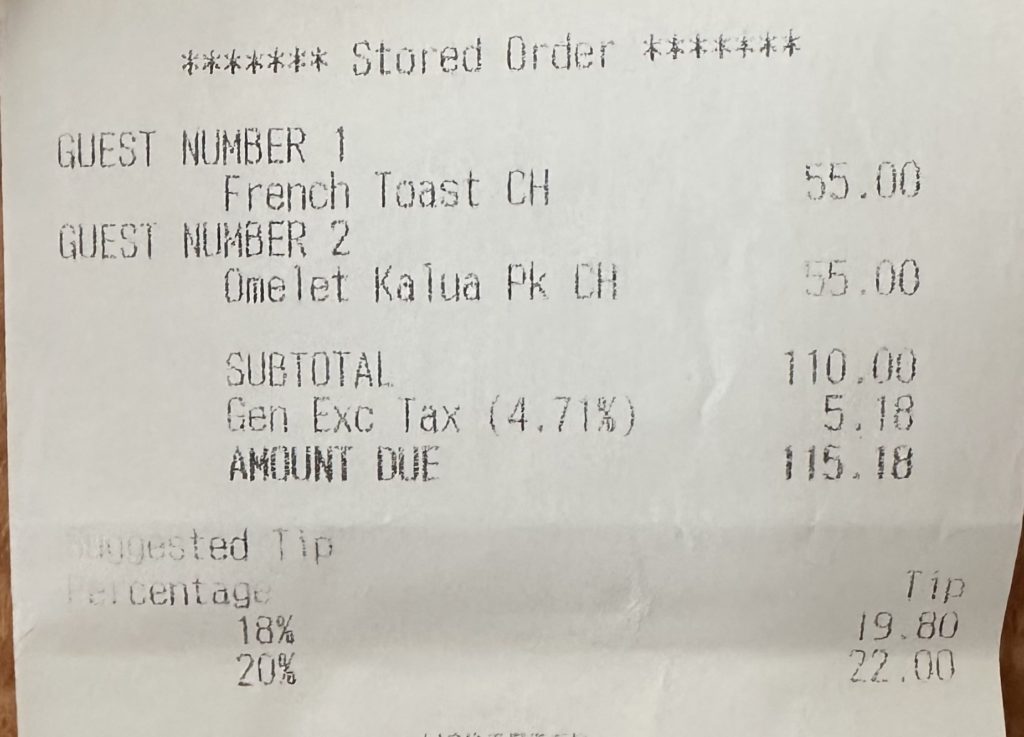 ******* Stored Order *******
GUEST NUMBER 1
French Toast CH 55.00
GUEST NUMBER 2
Omelet Kalua Pk CH 55.00
SUBTOTAL 110.00
Gen Exc Tax (4.71%) 5.18
AMOUNT DUE 115.18
Suggested Tip
Percentage Tip
18% 19.80
20% 22.00